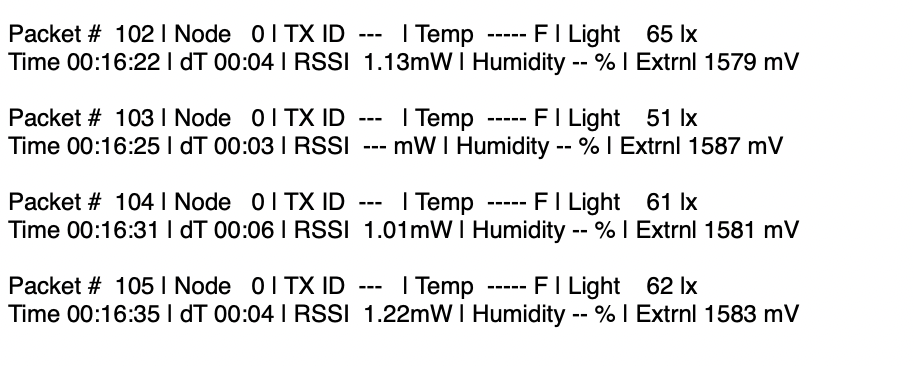 Packet #  102 | Node   0 | TX ID  ---   | Temp  ----- F | Light    65 lx
Time 00:16:22 | dT 00:04 | RSSI  1.13mW | Humidity -- % | Extrnl 1579 mV
Packet #  103 | Node   0 | TX ID  ---   | Temp  ----- F | Light    51 lx
Time 00:16:25 | dT 00:03 | RSSI  --- mW | Humidity -- % | Extrnl 1587 mV
Packet #  104 | Node   0 | TX ID  ---   | Temp  ----- F | Light    61 lx
Time 00:16:31 | dT 00:06 | RSSI  1.01mW | Humidity -- % | Extrnl 1581 mV
Packet #  105 | Node   0 | TX ID  ---   | Temp  ----- F | Light    62 lx
Time 00:16:35 | dT 00:04 | RSSI  1.22mW | Humidity -- % | Extrnl 1583 mV